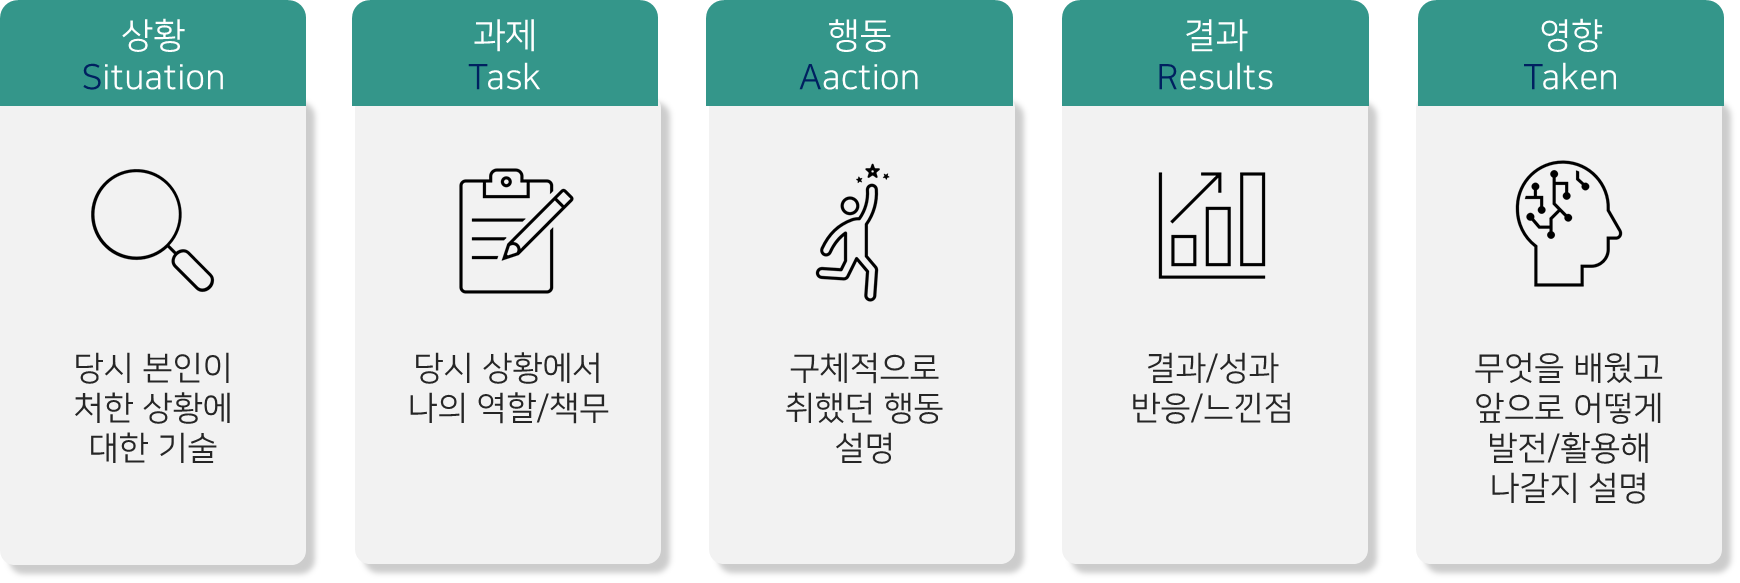 상황
Situation
당시 본인이
처한 상황에
대한 기술
과제
Task
당시 상황에서
나의 역할/책무
행동
Aaction
구체적으로
취했던 행동
설명
결과
Results
결과/성과
반응/느낀점
영향
Taken
무엇을 배웠고
앞으로 어떻게
발전/활용해
나갈지 설명